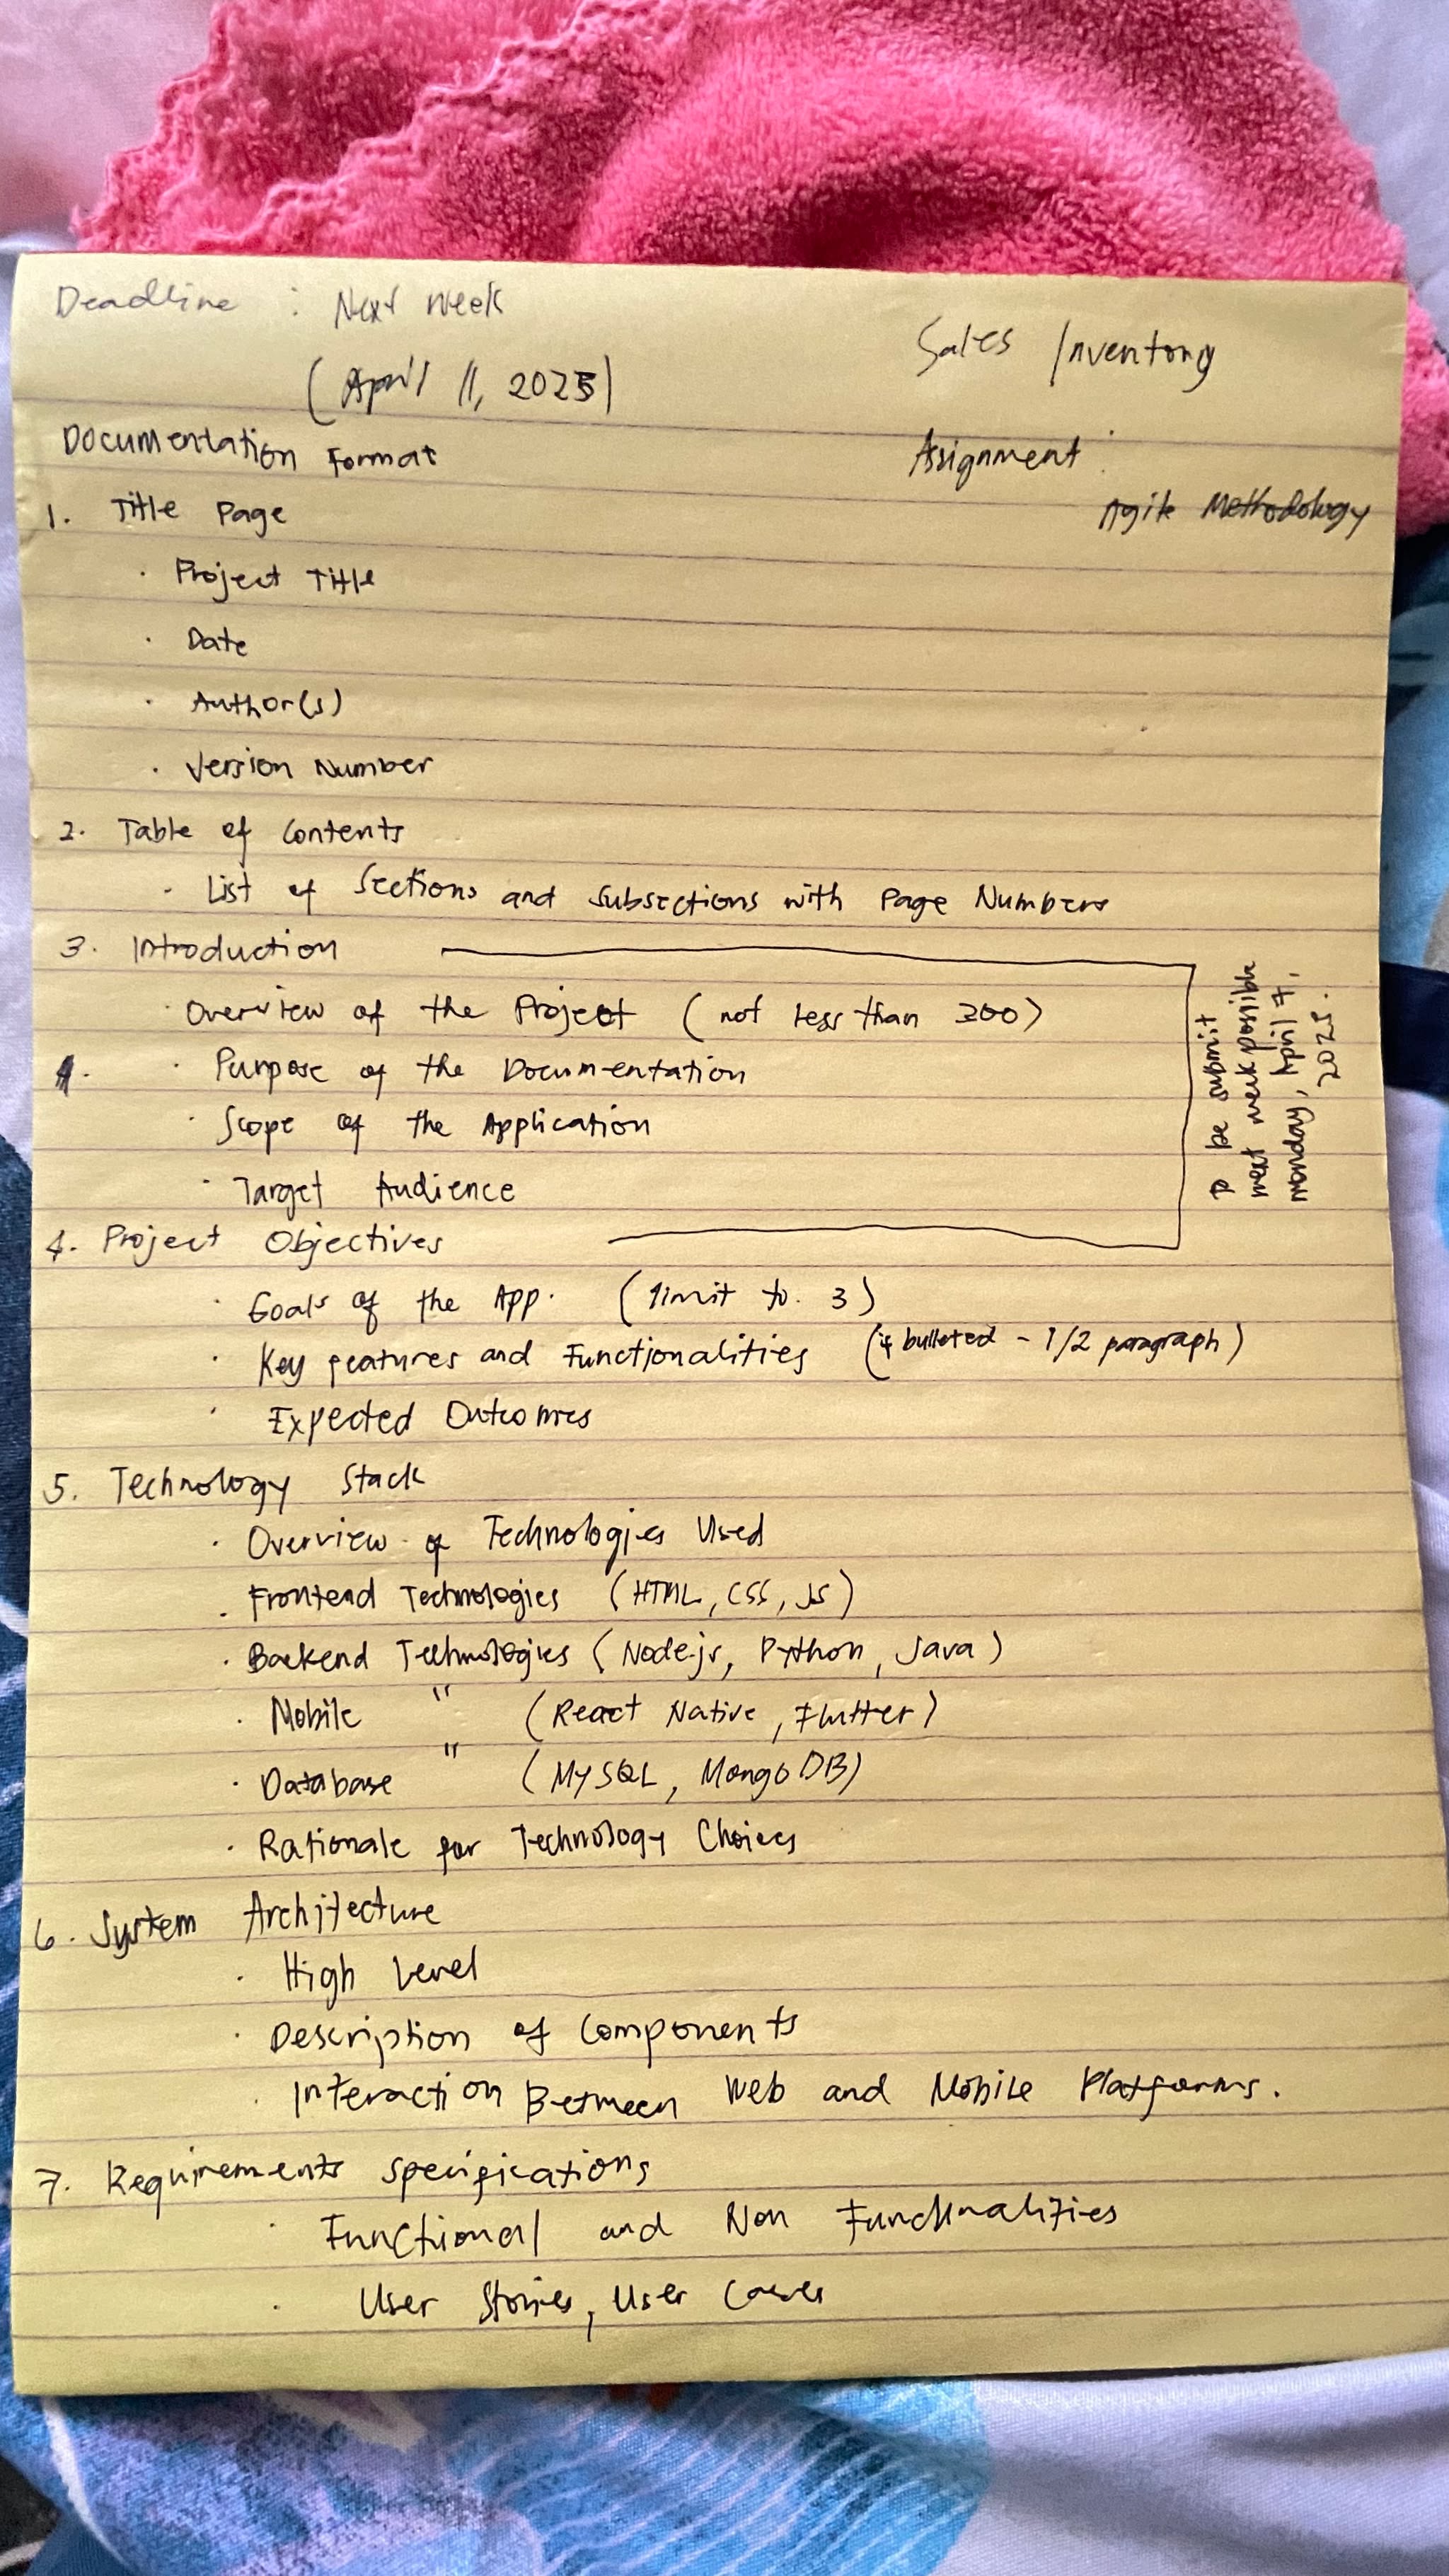 Deadline : Next week
(April 11, 2025)
Sales Inventory
Assignment :
Agile Methodology
Documentation Format
1. Title Page
· Project Title
· Date
· Author(s)
· Version Number
2. Table of Contents
· List of Sections and Subsections with Page Numbers
3. Introduction
· Overview of the Project (not less than 300)
· Purpose of the Documentation
· Scope of the Application
· Target Audience
to be submit
next week posible
monday, April 7,
2025.
4. Project Objectives
· Goals of the App. (limit to 3)
· Key Features and Functionalities (if bulleted - 1/2 paragraph)
· Expected Outcomes
5. Technology Stack
· Overview of Technologies Used
· Frontend Technologies (HTML, CSS, JS)
· Backend Technologies (Node.js, Python, Java)
· Mobile " (React Native, Flutter)
· Database " (MySQL, MongoDB)
· Rationale for Technology Choices
6. System Architecture
· High Level
· Description of Components
· Interaction Between Web and Mobile Platforms.
7. Requirements Specifications
· Functional and Non Functionalities
· User Stories, User Cases